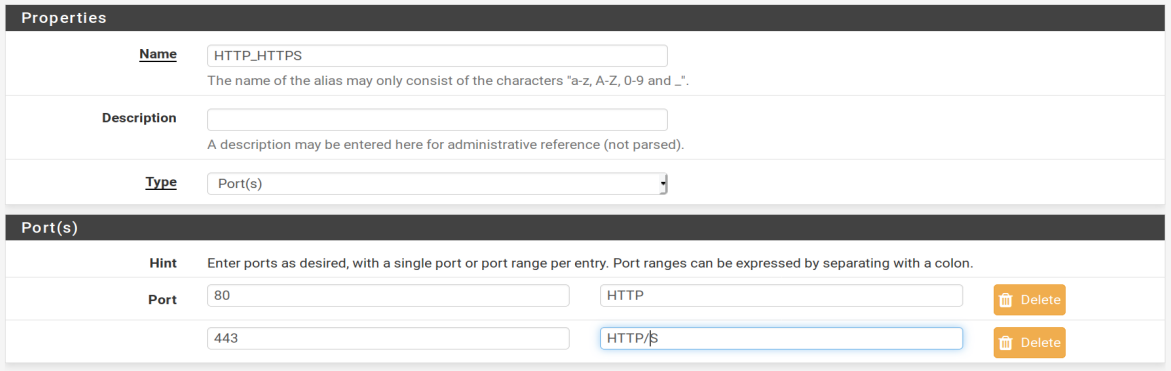 Properties
Name HTTP_HTTPS
The name of the alias may only consist of the characters "a-z, A-Z, 0-9 and _".
Description
A description may be entered here for administrative reference (not parsed).
Type Port(s)
Port(s)
Hint Enter ports as desired, with a single port or port range per entry. Port ranges can be expressed by separating with a colon.
Port 80 HTTP Delete
443 HTTP/S Delete